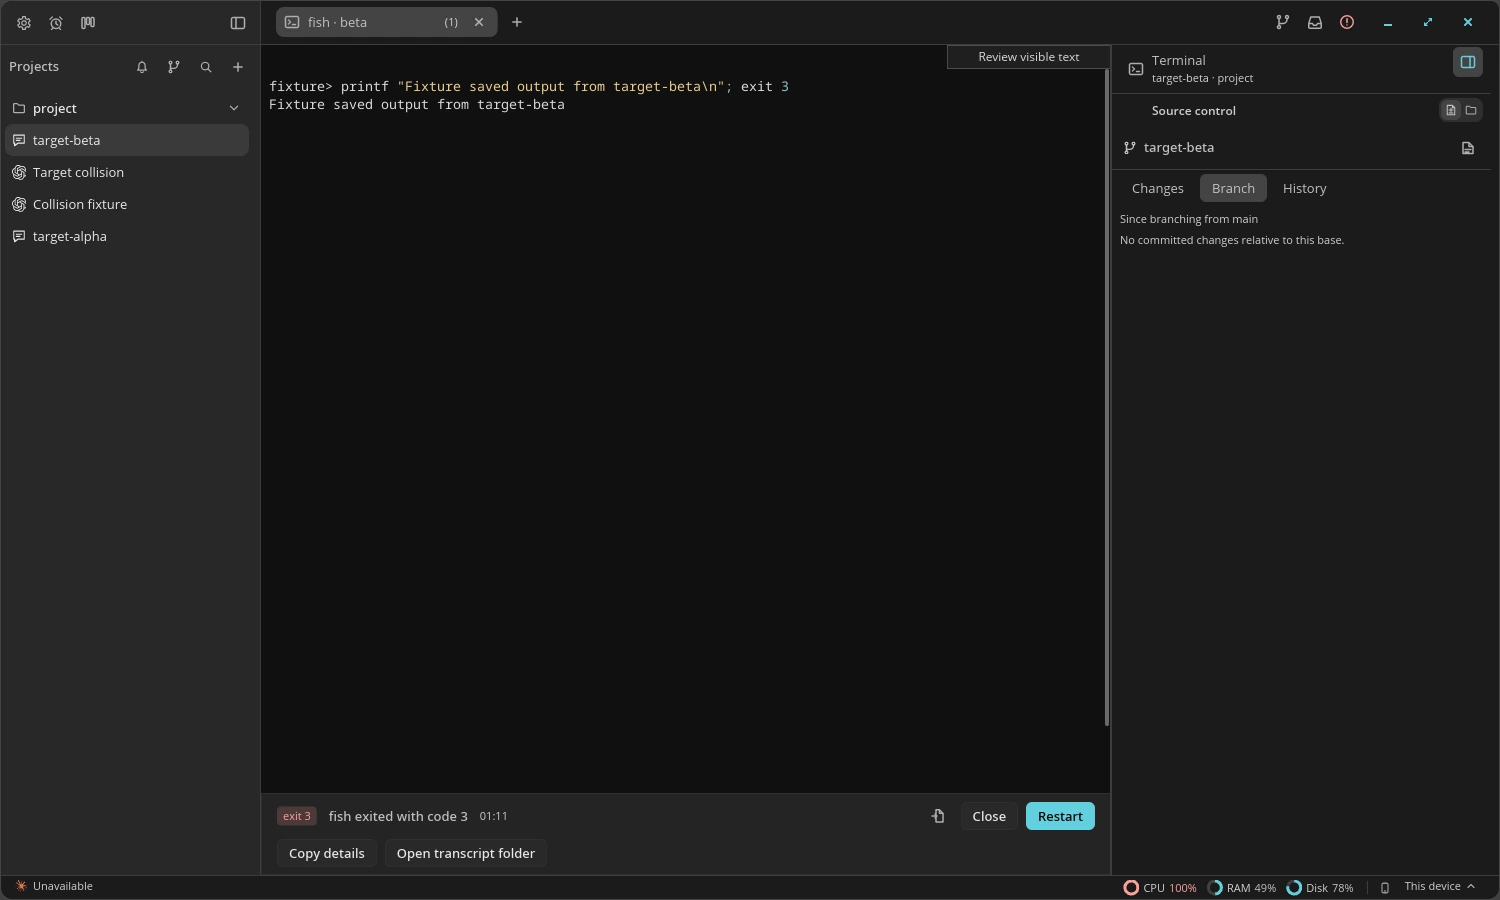 fish · beta (1)
Projects
project
target-beta
Target collision
Collision fixture
target-alpha
Review visible text
fixture> printf "Fixture saved output from target-beta\n"; exit 3
Fixture saved output from target-beta
exit 3 fish exited with code 3 01:11
Close Restart
Copy details Open transcript folder
Terminal
target-beta · project
Source control
target-beta
Changes Branch History
Since branching from main
No committed changes relative to this base.
Unavailable
CPU 100% RAM 49% Disk 78% This device